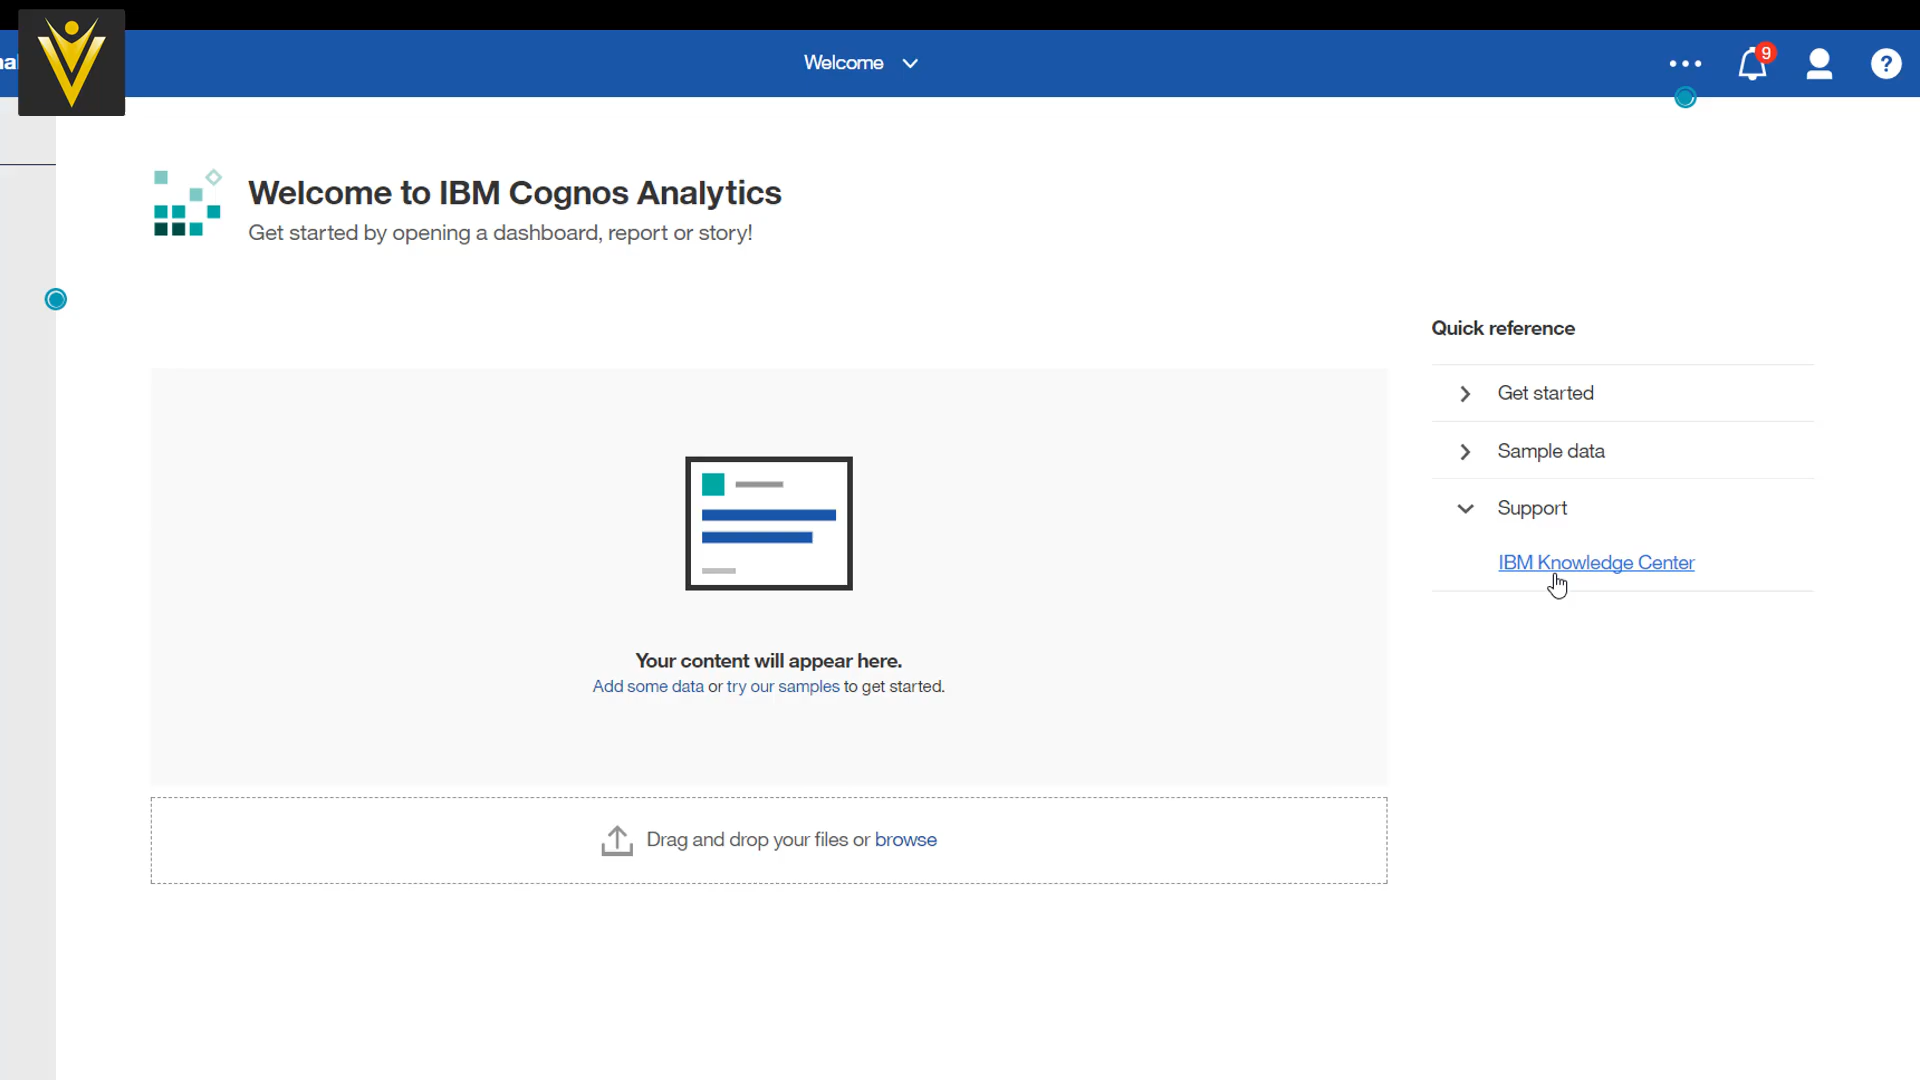 Welcome
9
?
Welcome to IBM Cognos Analytics
Get started by opening a dashboard, report or story!
Quick reference
Get started
Sample data
Support
IBM Knowledge Center
Your content will appear here.
Add some data or try our samples to get started.
Drag and drop your files or browse